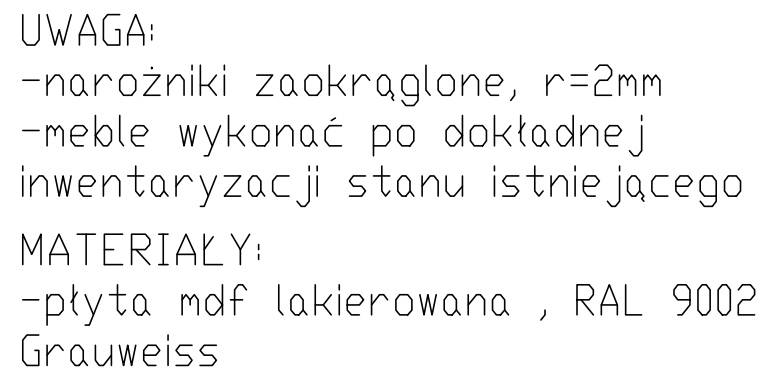 UWAGA:
-narożniki zaokrąglone, r=2mm
-meble wykonać po dokładnej
inwentaryzacji stanu istniejącego
MATERIAŁY:
-płyta mdf lakierowana , RAL 9002
Grauweiss